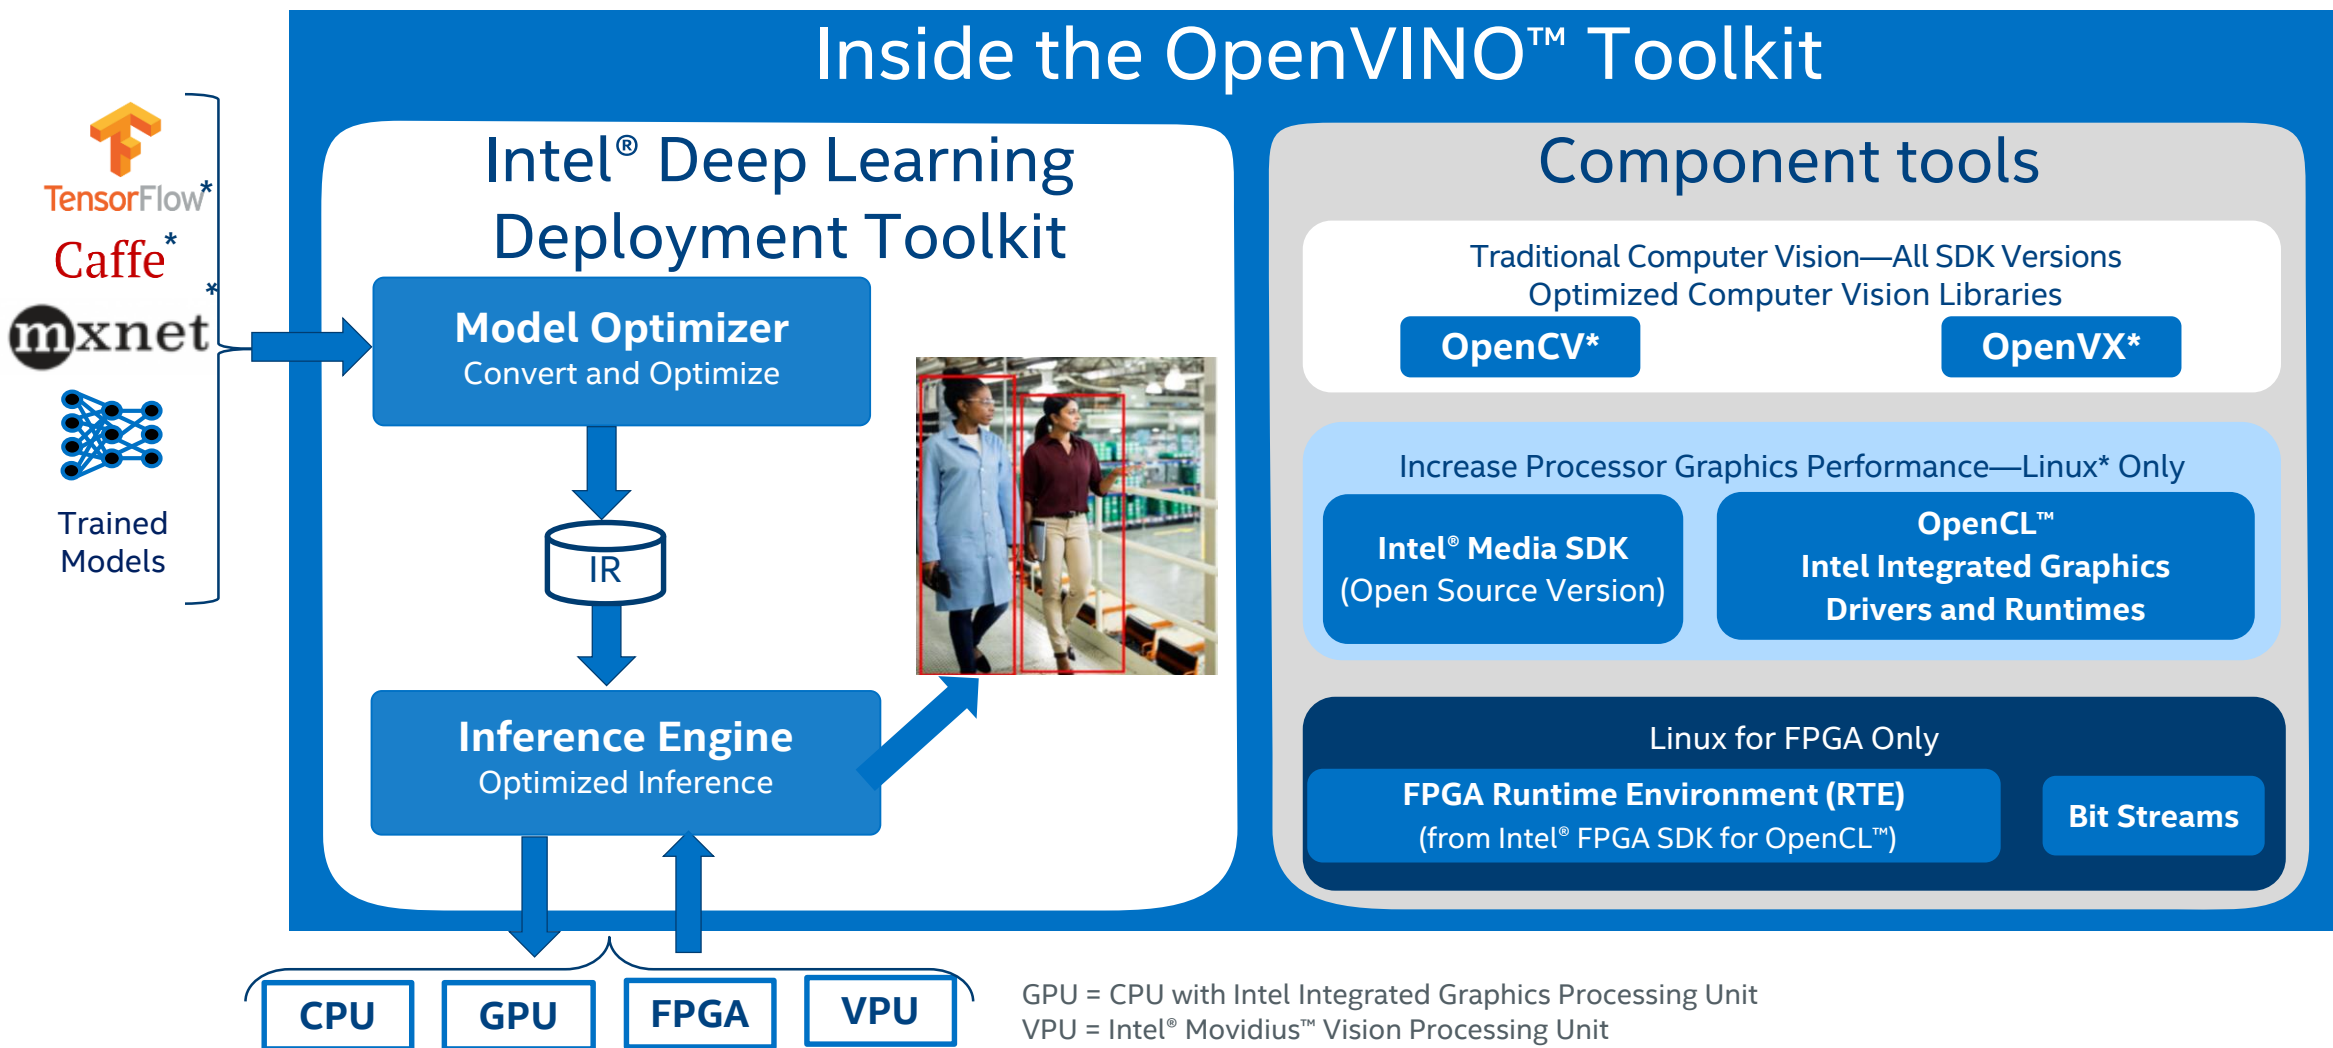 Inside the OpenVINO™ Toolkit
TensorFlow*
Caffe*
mxnet*
Trained
Models
Intel® Deep Learning
Deployment Toolkit
Model Optimizer
Convert and Optimize
IR
Inference Engine
Optimized Inference
CPU
GPU
FPGA
VPU
Component tools
Traditional Computer Vision—All SDK Versions
Optimized Computer Vision Libraries
OpenCV*
OpenVX*
Increase Processor Graphics Performance—Linux* Only
Intel® Media SDK
(Open Source Version)
OpenCL™
Intel Integrated Graphics
Drivers and Runtimes
Linux for FPGA Only
FPGA Runtime Environment (RTE)
(from Intel® FPGA SDK for OpenCL™)
Bit Streams
GPU = CPU with Intel Integrated Graphics Processing Unit
VPU = Intel® Movidius™ Vision Processing Unit